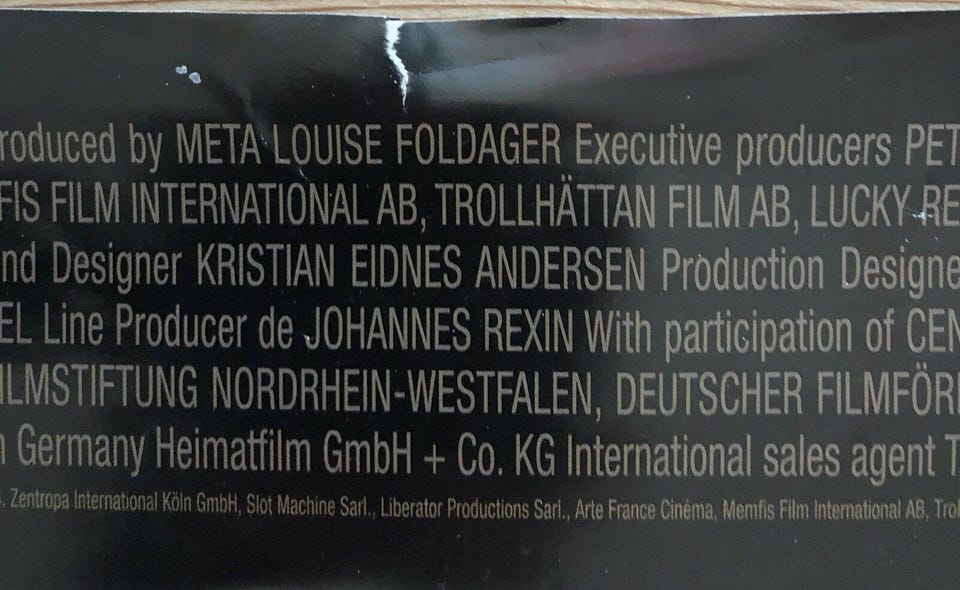 roduced by META LOUISE FOLDAGER Executive producers PET
FIS FILM INTERNATIONAL AB, TROLLHÄTTAN FILM AB, LUCKY RE
nd Designer KRISTIAN EIDNES ANDERSEN Production Designe
EL Line Producer de JOHANNES REXIN With participation of CEN
ILMSTIFTUNG NORDRHEIN-WESTFALEN, DEUTSCHER FILMFÖR
n Germany Heimatfilm GmbH + Co. KG International sales agent T
, Zentropa International Köln GmbH, Slot Machine Sarl., Liberator Productions Sarl., Arte France Cinéma, Memfis Film International AB, Trol